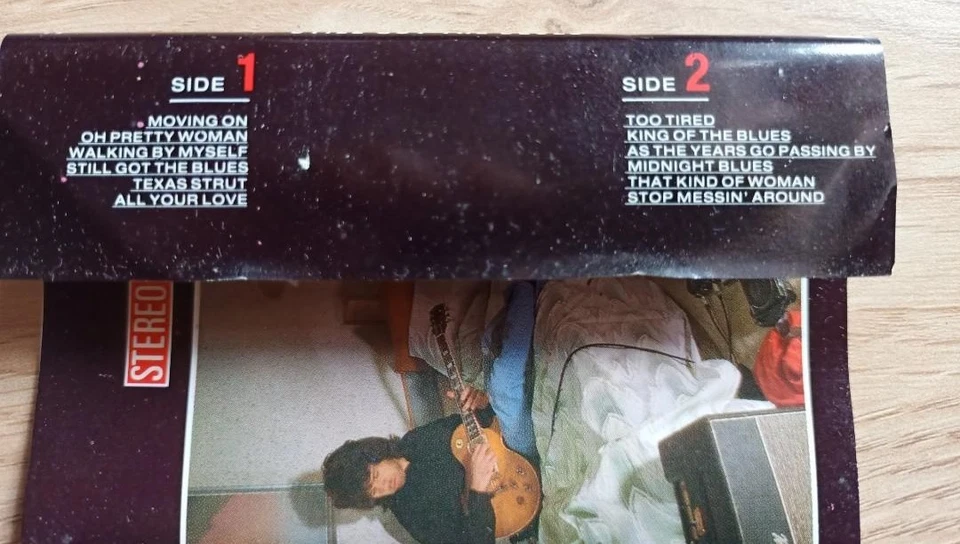 SIDE 1
MOVING ON
OH PRETTY WOMAN
WALKING BY MYSELF
STILL GOT THE BLUES
TEXAS STRUT
ALL YOUR LOVE
SIDE 2
TOO TIRED
KING OF THE BLUES
AS THE YEARS GO PASSING BY
MIDNIGHT BLUES
THAT KIND OF WOMAN
STOP MESSIN' AROUND
STEREO